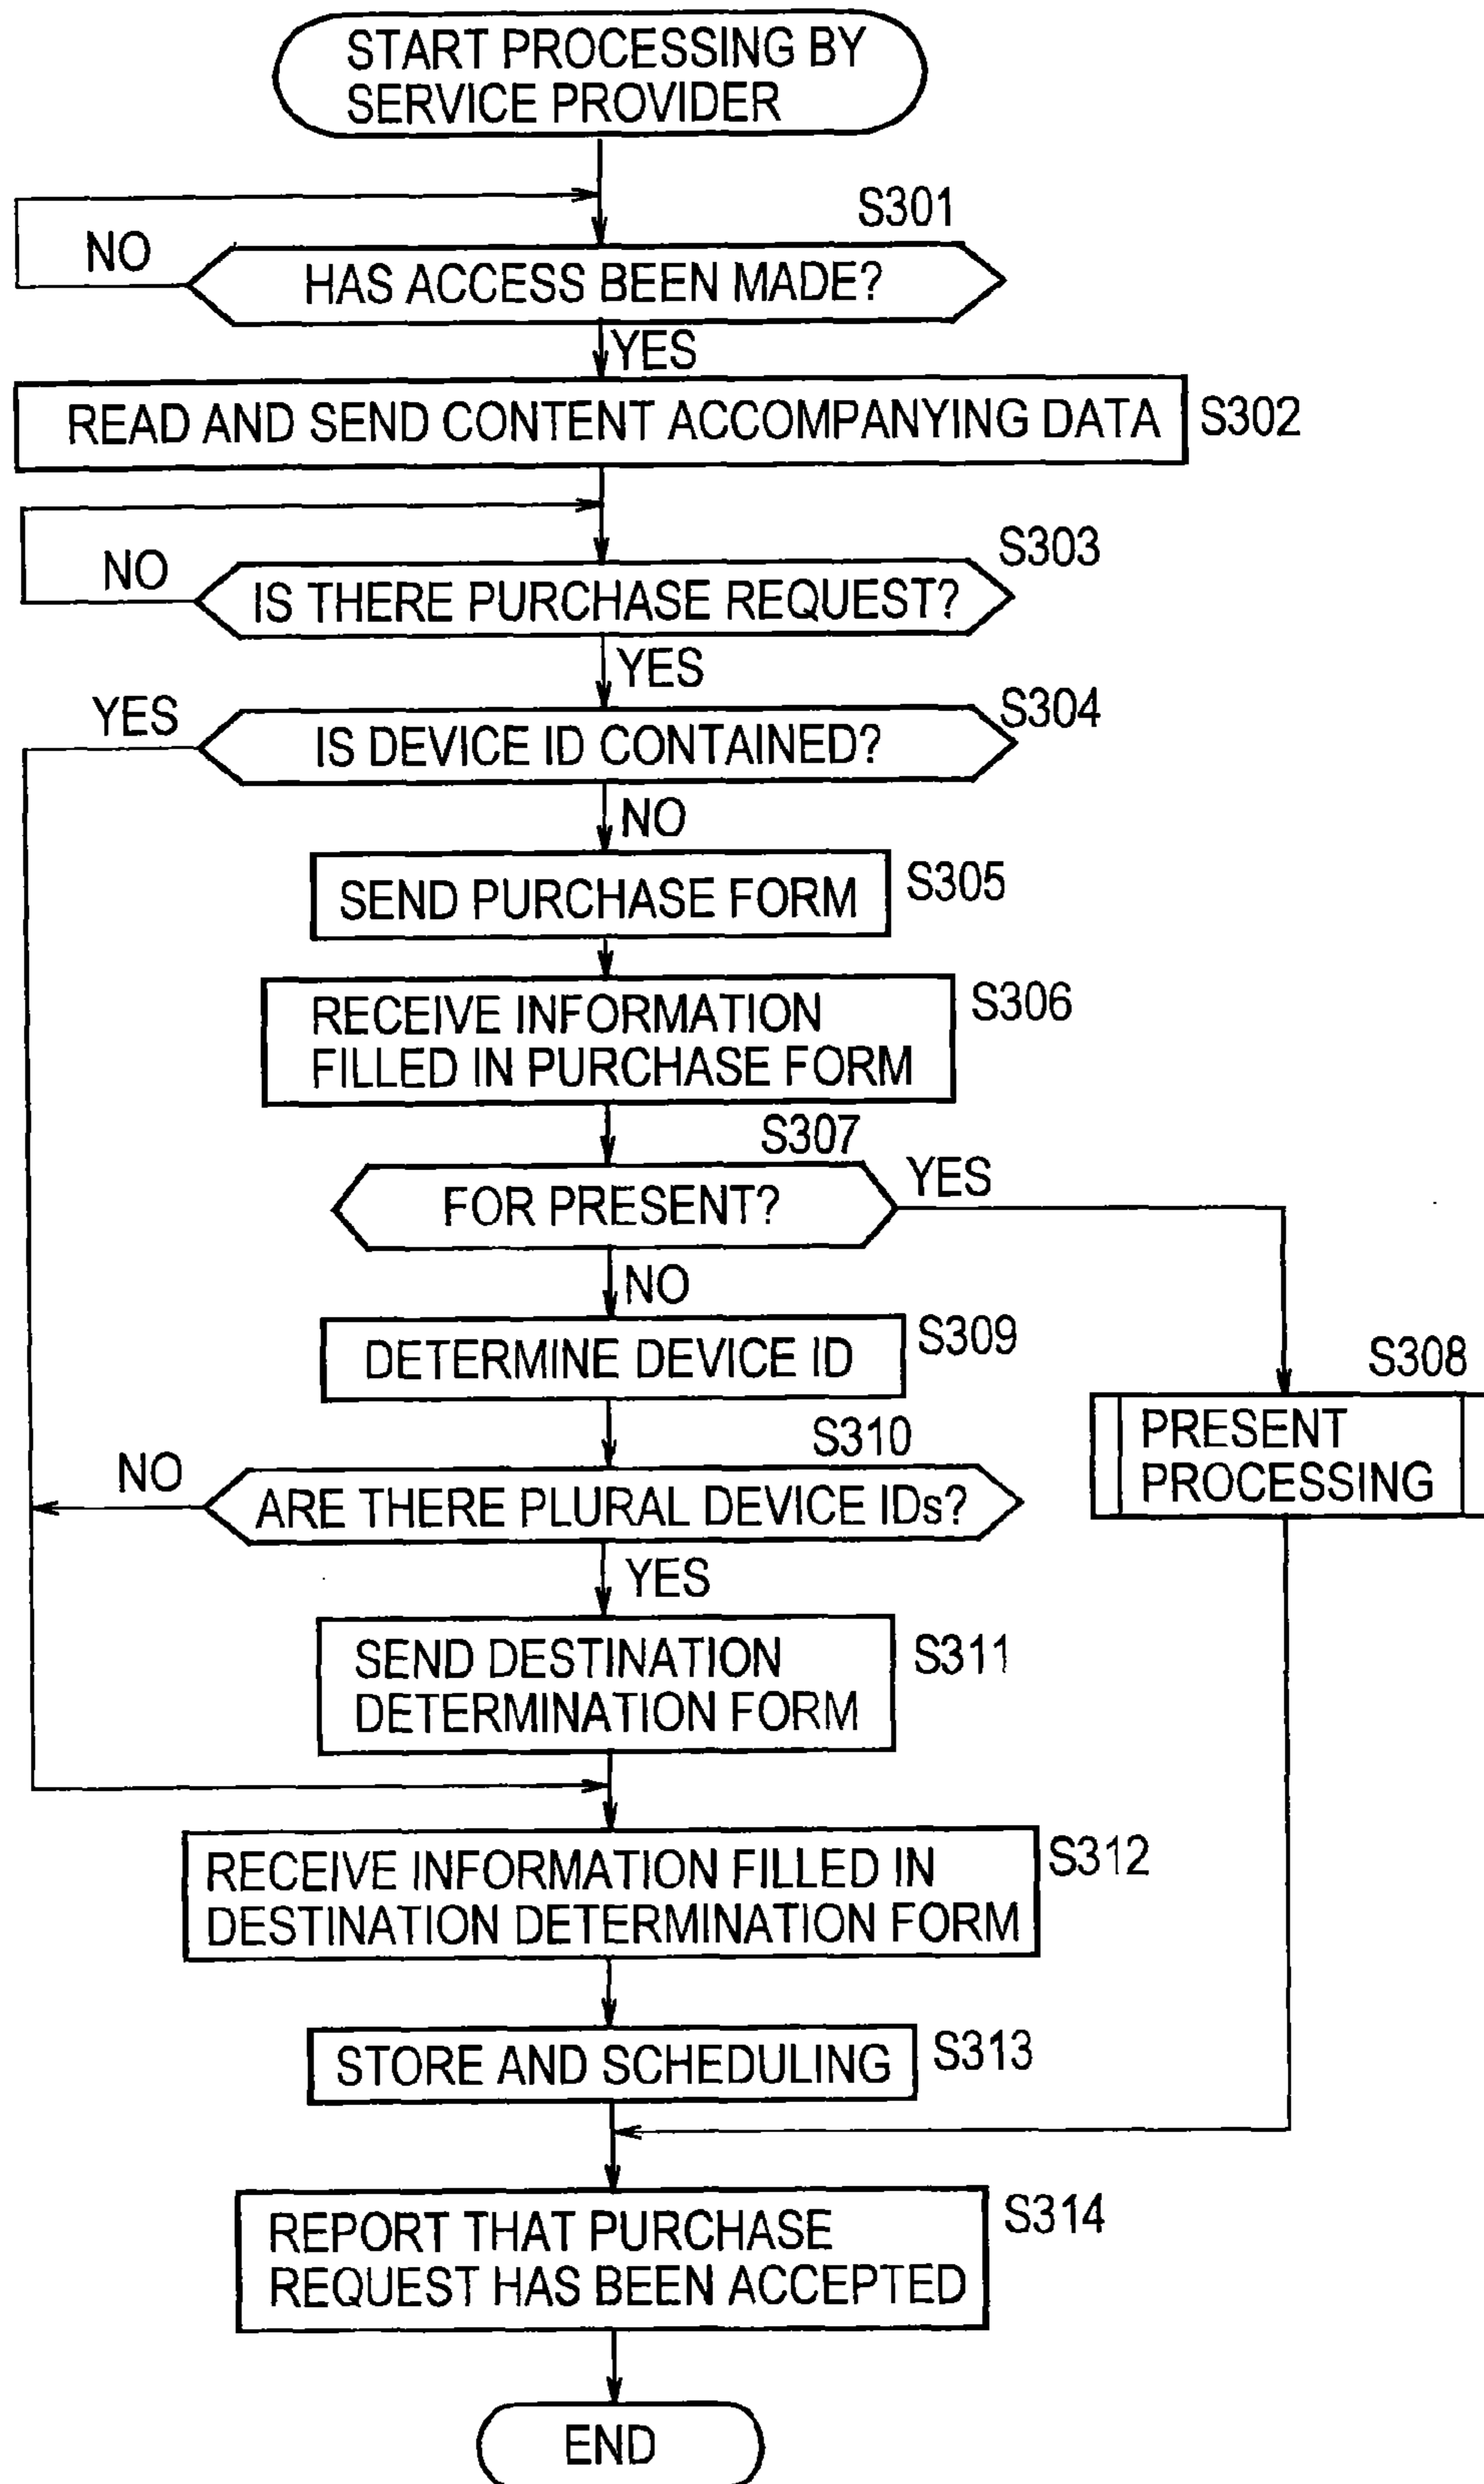 START PROCESSING BY
SERVICE PROVIDER
S301
NO
HAS ACCESS BEEN MADE?
YES
READ AND SEND CONTENT ACCOMPANYING DATA
S302
S303
NO
IS THERE PURCHASE REQUEST?
YES
S304
YES
IS DEVICE ID CONTAINED?
NO
SEND PURCHASE FORM
S305
RECEIVE INFORMATION
FILLED IN PURCHASE FORM
S306
S307
FOR PRESENT?
YES
NO
DETERMINE DEVICE ID
S309
S308
PRESENT
PROCESSING
S310
NO
ARE THERE PLURAL DEVICE IDs?
YES
SEND DESTINATION
DETERMINATION FORM
S311
RECEIVE INFORMATION FILLED IN
DESTINATION DETERMINATION FORM
S312
STORE AND SCHEDULING
S313
REPORT THAT PURCHASE
REQUEST HAS BEEN ACCEPTED
S314
END